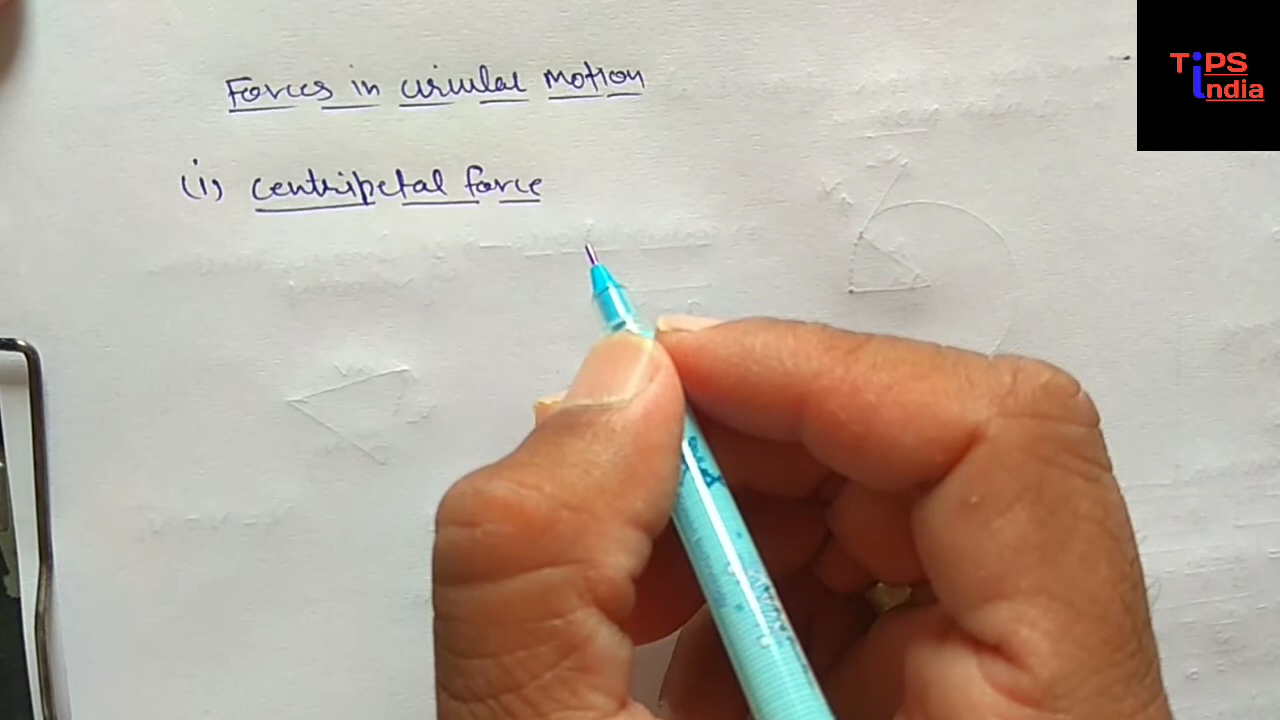 Forces in circular motion
(i) centripetal force
TiPS
india